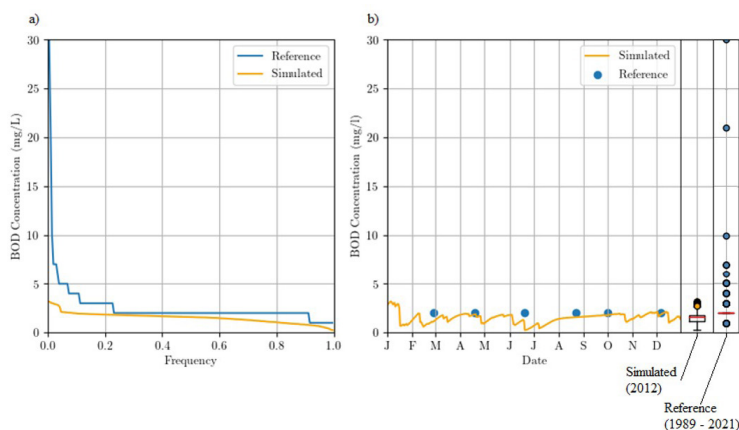 a)
30
25
20
15
10
5
0
BOD Concentration (mg/L)
Reference
Simulated
0.0 0.2 0.4 0.6 0.8 1.0
Frequency
b)
30
25
20
15
10
5
0
BOD Concentration (mg/l)
Simulated
Reference
J F M A M J J A S O N D
Date
Simulated
(2012)
Reference
(1989 - 2021)